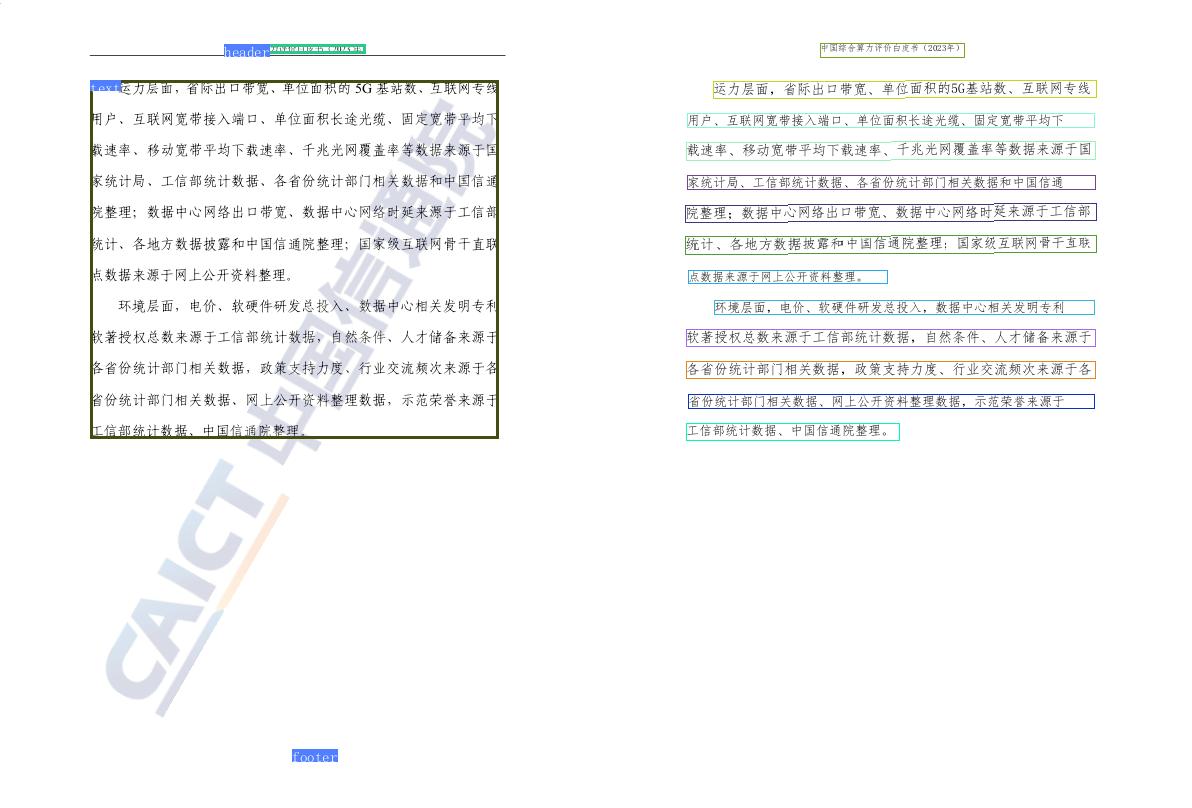 header
text运力层面，省际出口带宽、单位面积的 5G 基站数、互联网专线
用户、互联网宽带接入端口、单位面积长途光缆、固定宽带平均下
载速率、移动宽带平均下载速率、千兆光网覆盖率等数据来源于国
家统计局、工信部统计数据、各省份统计部门相关数据和中国信通
院整理；数据中心网络出口带宽、数据中心网络时延来源于工信部
统计、各地方数据披露和中国信通院整理；国家级互联网骨干直联
点数据来源于网上公开资料整理。
环境层面，电价、软硬件研发总投入、数据中心相关发明专利
软著授权总数来源于工信部统计数据，自然条件、人才储备来源于
各省份统计部门相关数据，政策支持力度、行业交流频次来源于各
省份统计部门相关数据、网上公开资料整理数据，示范荣誉来源于
工信部统计数据、中国信通院整理。
CAICT 中国信通院
footer
中国综合算力评价白皮书（2023年）
运力层面，省际出口带宽、单位面积的5G基站数、互联网专线
用户、互联网宽带接入端口、单位面积长途光缆、固定宽带平均下
载速率、移动宽带平均下载速率、千兆光网覆盖率等数据来源于国
家统计局、工信部统计数据、各省份统计部门相关数据和中国信通
院整理；数据中心网络出口带宽、数据中心网络时延来源于工信部
统计、各地方数据披露和中国信通院整理；国家级互联网骨干直联
点数据来源于网上公开资料整理。
环境层面，电价、软硬件研发总投入，数据中心相关发明专利
软著授权总数来源于工信部统计数据，自然条件、人才储备来源于
各省份统计部门相关数据，政策支持力度、行业交流频次来源于各
省份统计部门相关数据、网上公开资料整理数据，示范荣誉来源于
工信部统计数据、中国信通院整理。